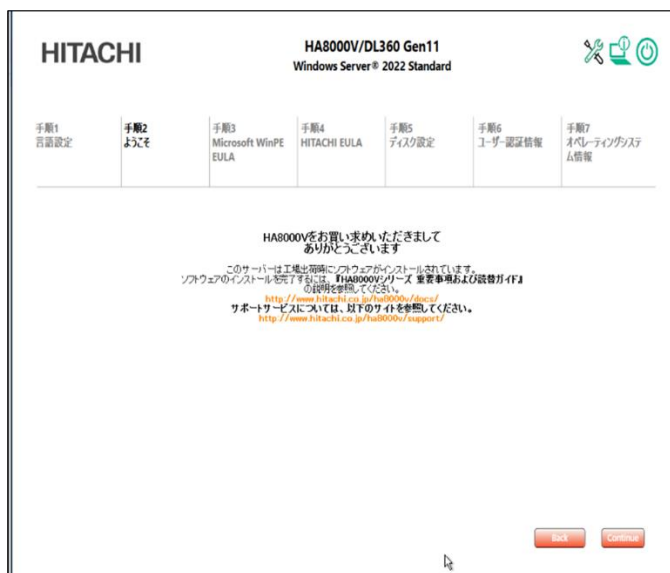 HITACHI
HA8000V/DL360 Gen11
Windows Server® 2022 Standard
手順1
言語設定
手順2
ようこそ
手順3
Microsoft WinPE
EULA
手順4
HITACHI EULA
手順5
ディスク設定
手順6
ユーザー認証情報
手順7
オペレーティングシステ
ム情報
HA8000Vをお買い求めいただきまして
ありがとうございます
このサーバーは工場出荷時にソフトウェアがインストールされています。
ソフトウェアのインストールを完了するには、『HA8000Vシリーズ 重要事項および読替ガイド』
の説明を参照してください。
http://www.hitachi.co.jp/ha8000v/docs/
サポートサービスについては、以下のサイトを参照してください。
http://www.hitachi.co.jp/ha8000v/support/
Back
Continue